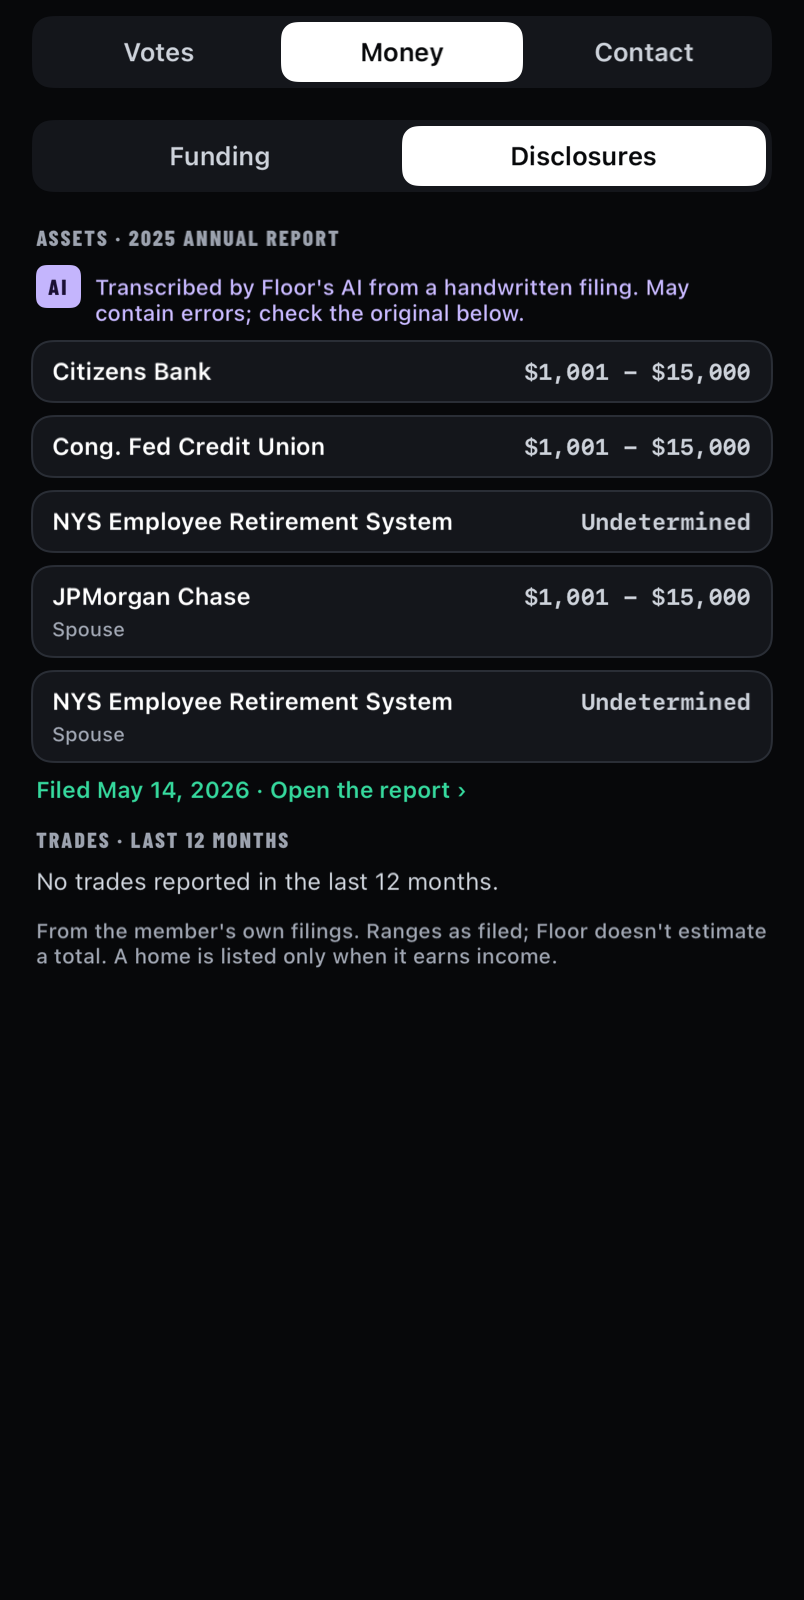 Votes
Money
Contact
Funding
Disclosures
ASSETS · 2025 ANNUAL REPORT
AI
Transcribed by Floor's AI from a handwritten filing. May
contain errors; check the original below.
Citizens Bank
$1,001 – $15,000
Cong. Fed Credit Union
$1,001 – $15,000
NYS Employee Retirement System
Undetermined
JPMorgan Chase
$1,001 – $15,000
Spouse
NYS Employee Retirement System
Undetermined
Spouse
Filed May 14, 2026 · Open the report ›
TRADES · LAST 12 MONTHS
No trades reported in the last 12 months.
From the member's own filings. Ranges as filed; Floor doesn't estimate
a total. A home is listed only when it earns income.